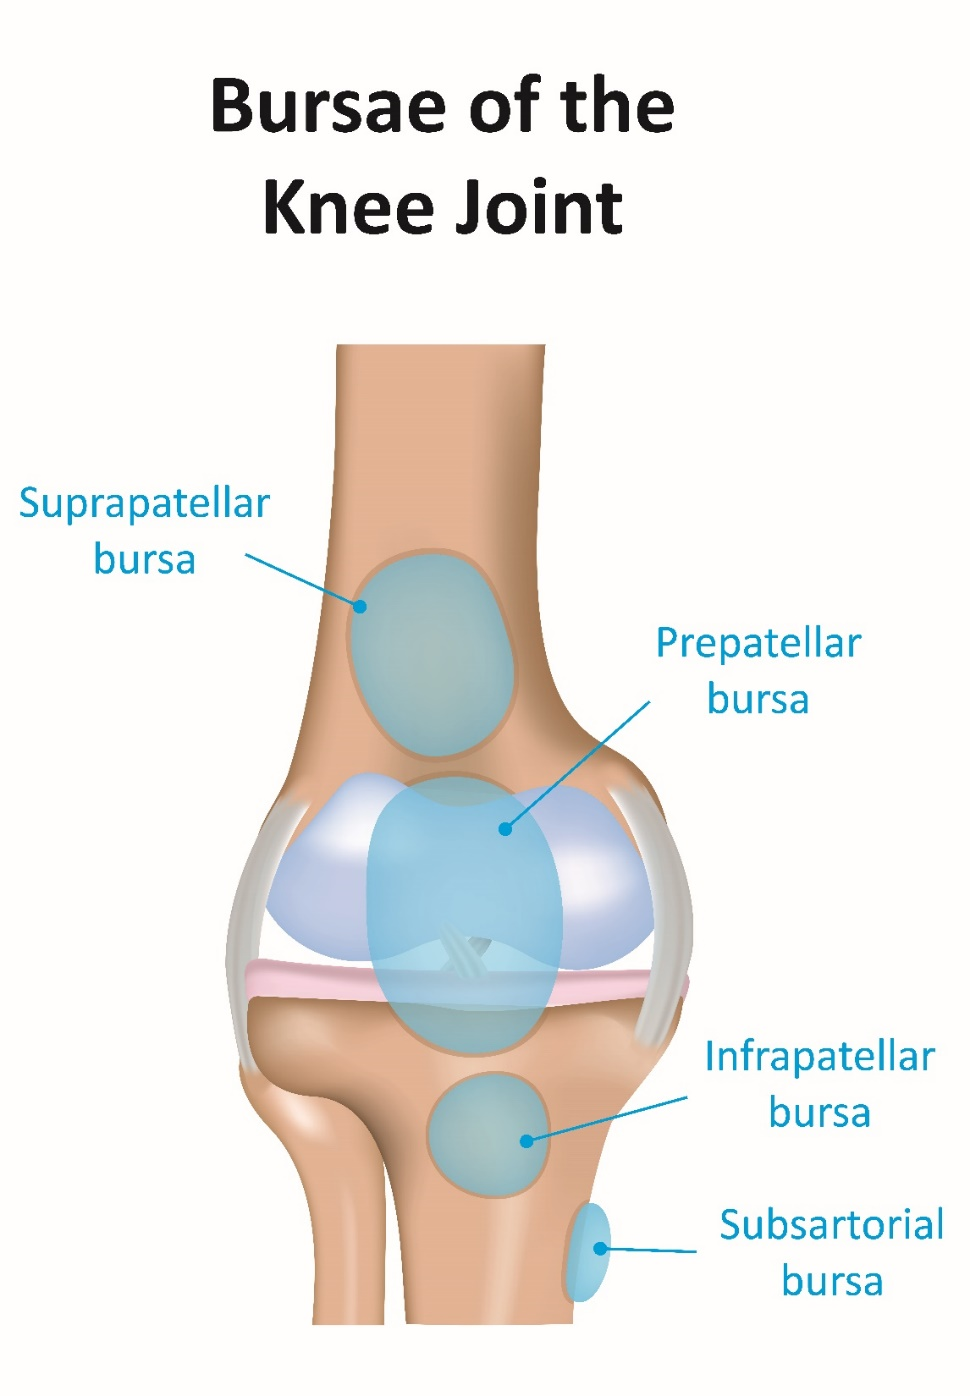 Bursae of the
Knee Joint
Suprapatellar
bursa
Prepatellar
bursa
Infrapatellar
bursa
Subsartorial
bursa